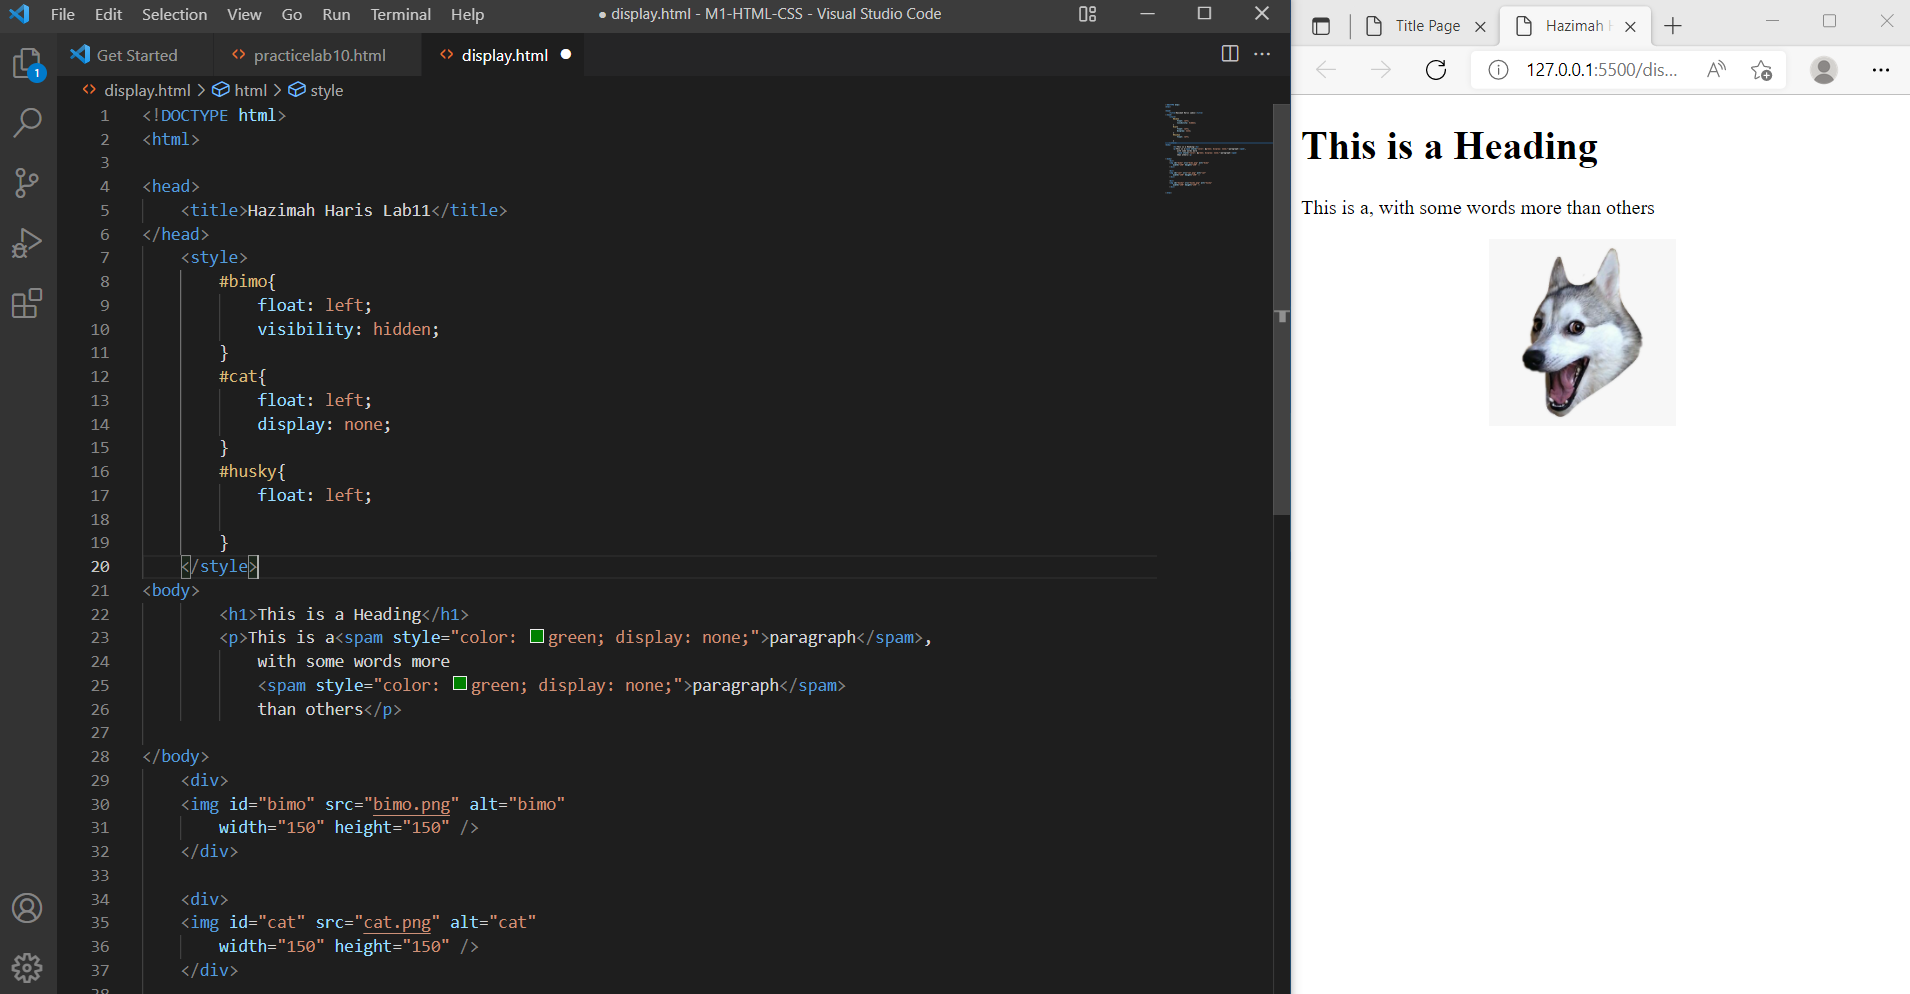 File Edit Selection View Go Run Terminal Help
● display.html - M1-HTML-CSS - Visual Studio Code
Get Started
practicelab10.html
display.html
display.html > html > style
1 <!DOCTYPE html>
2 <html>
3
4 <head>
5 <title>Hazimah Haris Lab11</title>
6 </head>
7 <style>
8 #bimo{
9 float: left;
10 visibility: hidden;
11 }
12 #cat{
13 float: left;
14 display: none;
15 }
16 #husky{
17 float: left;
18
19 }
20 </style>
21 <body>
22 <h1>This is a Heading</h1>
23 <p>This is a<spam style="color: green; display: none;">paragraph</spam>,
24 with some words more
25 <spam style="color: green; display: none;">paragraph</spam>
26 than others</p>
27
28 </body>
29 <div>
30 <img id="bimo" src="bimo.png" alt="bimo"
31 width="150" height="150" />
32 </div>
33
34 <div>
35 <img id="cat" src="cat.png" alt="cat"
36 width="150" height="150" />
37 </div>
38
1
Title Page
Hazimah H
127.0.0.1:5500/dis...
This is a Heading
This is a, with some words more than others